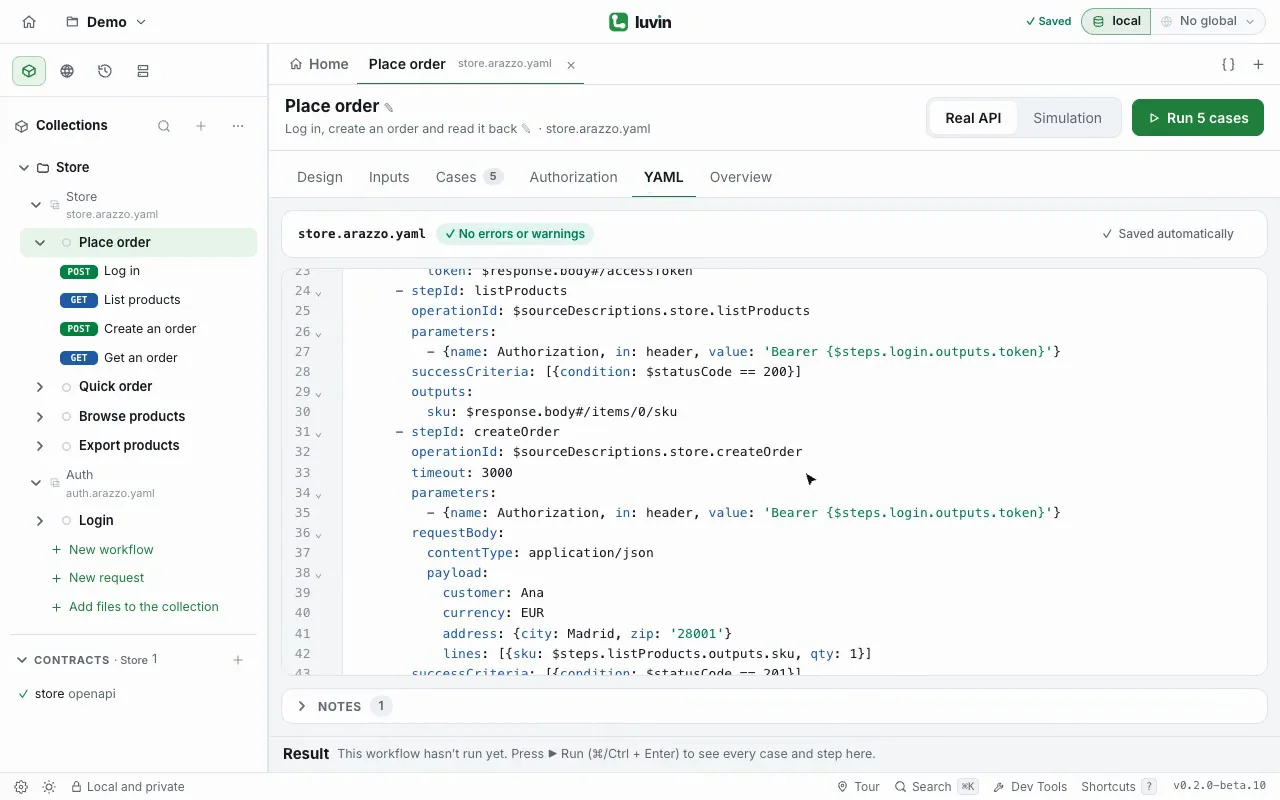 Demo
luvin
Saved
local
No global
Home
Place order store.arazzo.yaml
Place order
Log in, create an order and read it back · store.arazzo.yaml
Real API
Simulation
Run 5 cases
Collections
Store
Store
store.arazzo.yaml
Place order
POST Log in
GET List products
POST Create an order
GET Get an order
Quick order
Browse products
Export products
Auth
auth.arazzo.yaml
Login
+ New workflow
+ New request
+ Add files to the collection
CONTRACTS · Store 1
store openapi
Design Inputs Cases 5 Authorization YAML Overview
store.arazzo.yaml ✓ No errors or warnings
✓ Saved automatically
23 token: $response.body#/accessToken
24 - stepId: listProducts
25 operationId: $sourceDescriptions.store.listProducts
26 parameters:
27 - {name: Authorization, in: header, value: 'Bearer {$steps.login.outputs.token}'}
28 successCriteria: [{condition: $statusCode == 200}]
29 outputs:
30 sku: $response.body#/items/0/sku
31 - stepId: createOrder
32 operationId: $sourceDescriptions.store.createOrder
33 timeout: 3000
34 parameters:
35 - {name: Authorization, in: header, value: 'Bearer {$steps.login.outputs.token}'}
36 requestBody:
37 contentType: application/json
38 payload:
39 customer: Ana
40 currency: EUR
41 address: {city: Madrid, zip: '28001'}
42 lines: [{sku: $steps.listProducts.outputs.sku, qty: 1}]
43 successCriteria: [{condition: $statusCode == 201}]
NOTES 1
Result This workflow hasn't run yet. Press ▶ Run (⌘/Ctrl + Enter) to see every case and step here.
Local and private
Tour
Search ⌘K
Dev Tools
Shortcuts ?
v0.2.0-beta.10